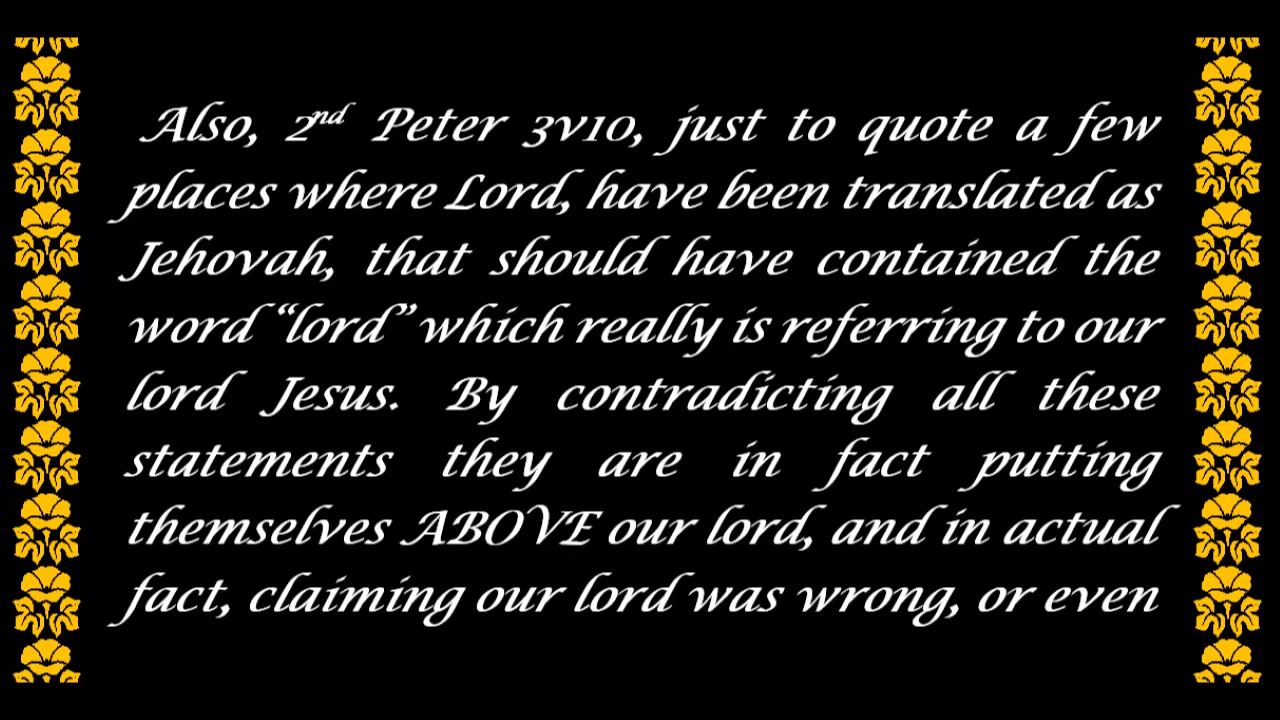 Also, 2nd Peter 3v10, just to quote a few
places where Lord, have been translated as
Jehovah, that should have contained the
word “lord” which really is referring to our
lord Jesus. By contradicting all these
statements they are in fact putting
themselves ABOVE our lord, and in actual
fact, claiming our lord was wrong, or even